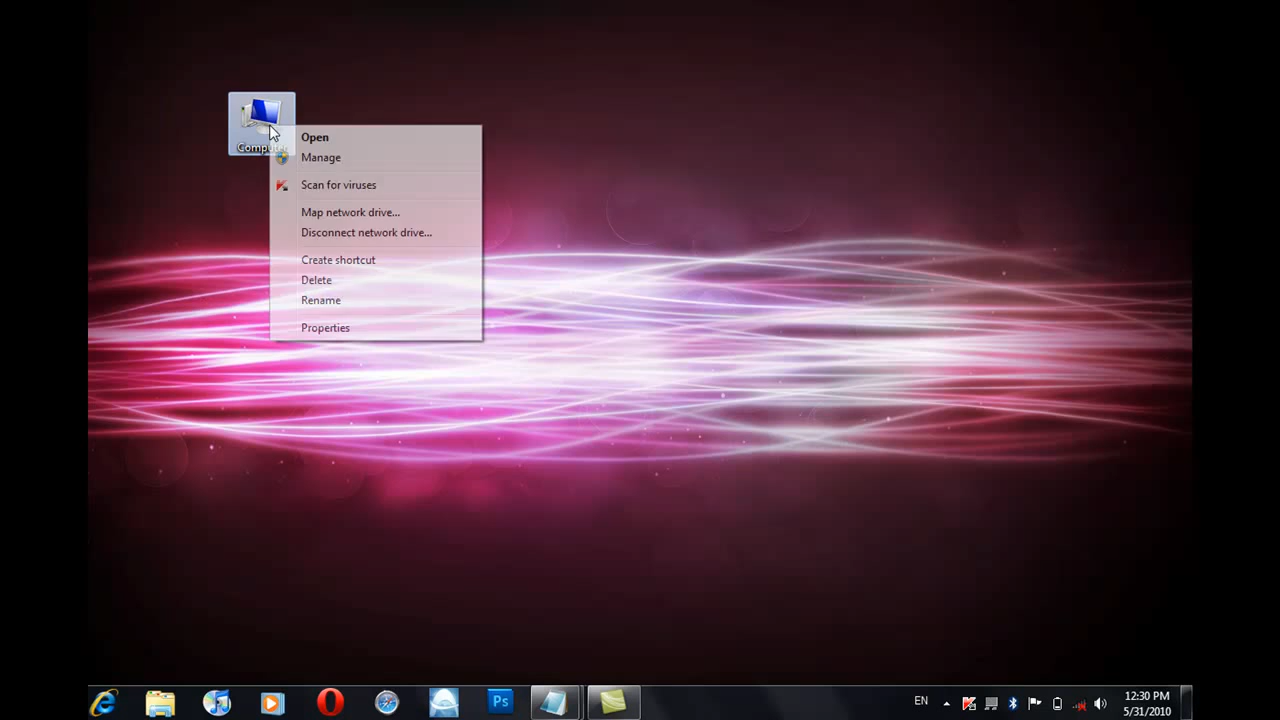 Computer
Open
Manage
Scan for viruses
Map network drive...
Disconnect network drive...
Create shortcut
Delete
Rename
Properties
Ps
EN
12:30 PM
5/31/2010